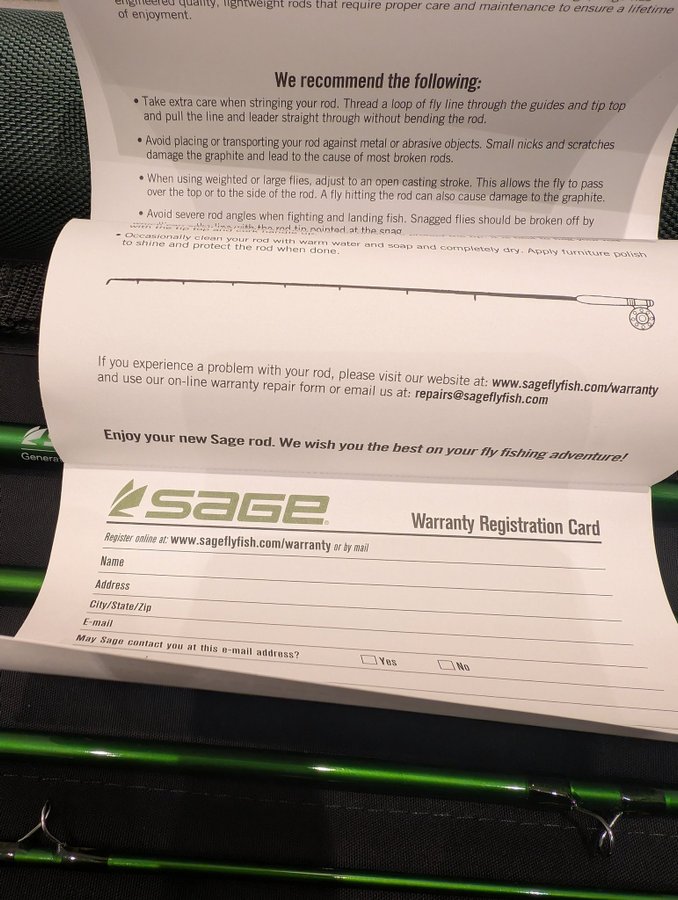 engineered quality, lightweight rods that require proper care and maintenance to ensure a lifetime
of enjoyment.
We recommend the following:
• Take extra care when stringing your rod. Thread a loop of fly line through the guides and tip top
and pull the line and leader straight through without bending the rod.
• Avoid placing or transporting your rod against metal or abrasive objects. Small nicks and scratches
damage the graphite and lead to the cause of most broken rods.
• When using weighted or large flies, adjust to an open casting stroke. This allows the fly to pass
over the top or to the side of the rod. A fly hitting the rod can also cause damage to the graphite.
• Avoid severe rod angles when fighting and landing fish. Snagged flies should be broken off by
with the rod tip pointed at the snag.
• Occasionally clean your rod with warm water and soap and completely dry. Apply furniture polish
to shine and protect the rod when done.
If you experience a problem with your rod, please visit our website at: www.sageflyfish.com/warranty
and use our on-line warranty repair form or email us at: repairs@sageflyfish.com
Enjoy your new Sage rod. We wish you the best on your fly fishing adventure!
Genera
SAGE
Warranty Registration Card
Register online at: www.sageflyfish.com/warranty or by mail
Name
Address
City/State/Zip
E-mail
May Sage contact you at this e-mail address?
Yes
No